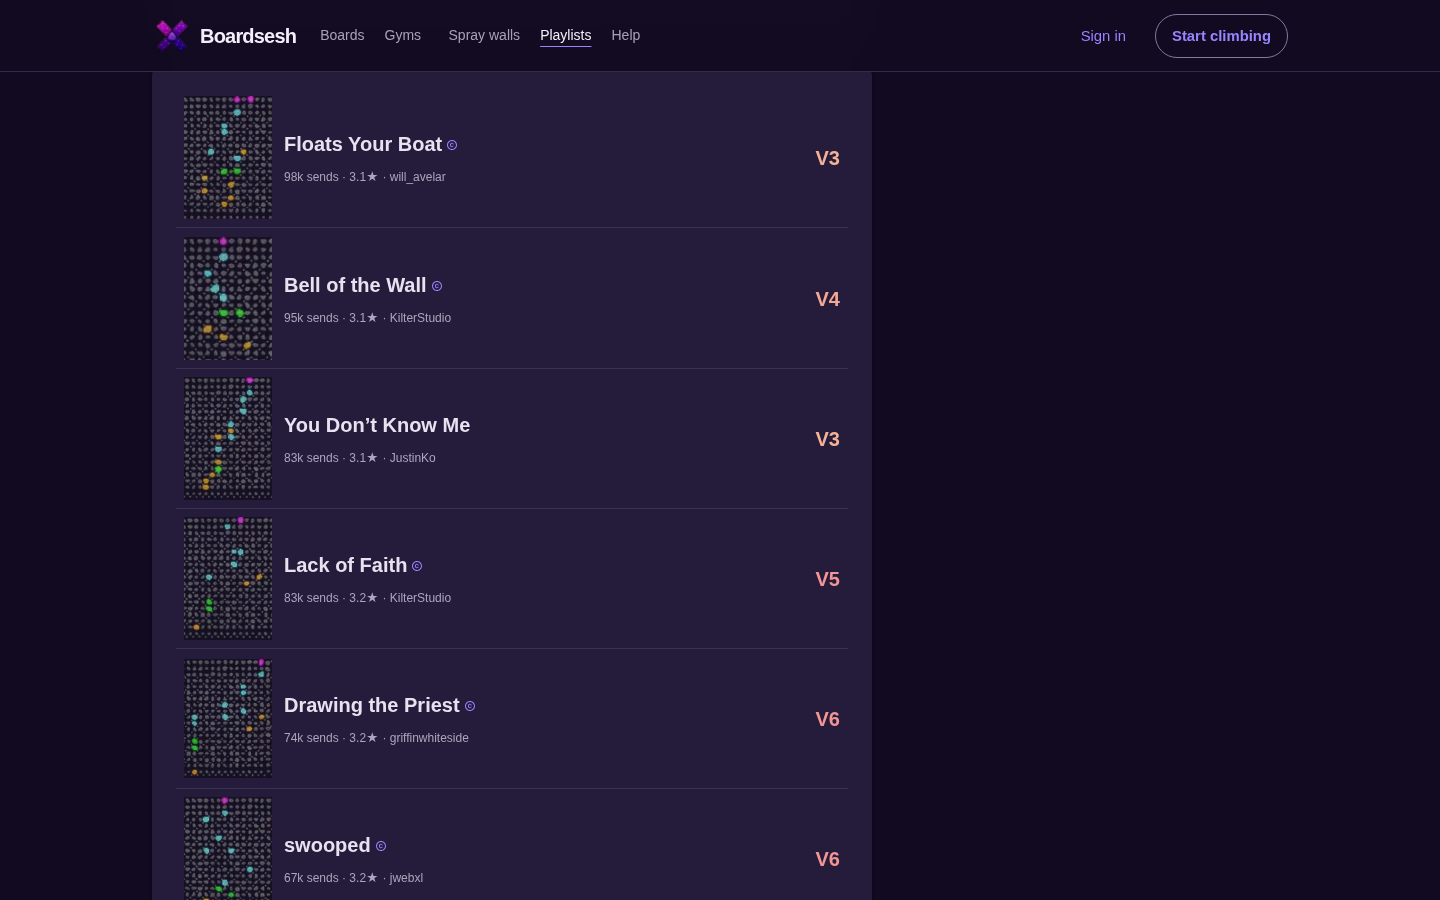 Boardsesh Boards Gyms Spray walls Playlists Help Sign in Start climbing
Floats Your Boat ©
98k sends · 3.1★ · will_avelar
V3
Bell of the Wall ©
95k sends · 3.1★ · KilterStudio
V4
You Don’t Know Me
83k sends · 3.1★ · JustinKo
V3
Lack of Faith ©
83k sends · 3.2★ · KilterStudio
V5
Drawing the Priest ©
74k sends · 3.2★ · griffinwhiteside
V6
swooped ©
67k sends · 3.2★ · jwebxl
V6